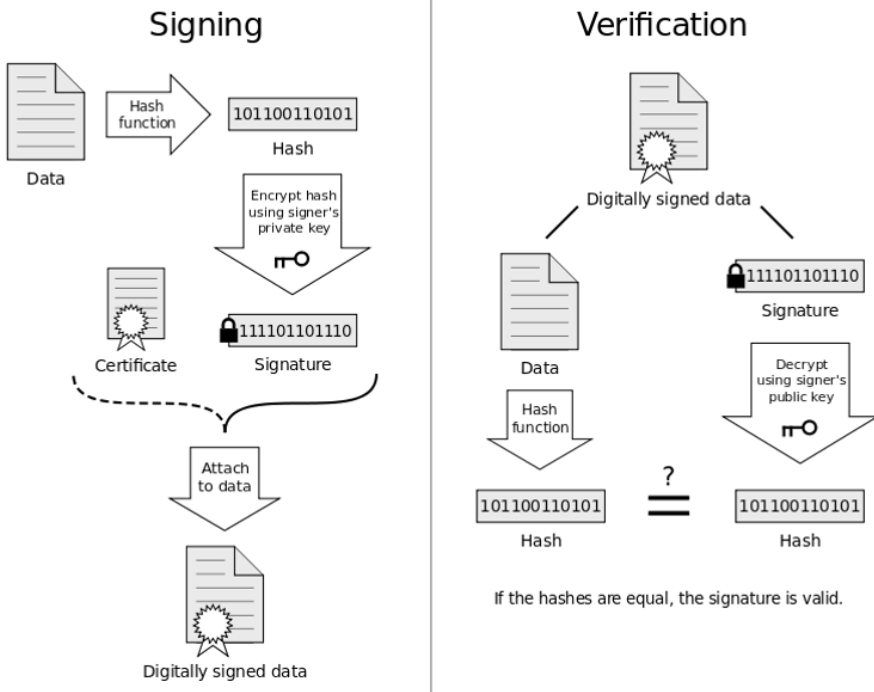 Signing
Hash
function
101100110101
Hash
Data
Encrypt hash
using signer's
private key
111101101110
Certificate
Signature
Attach
to data
Digitally signed data
Verification
Digitally signed data
111101101110
Signature
Data
Decrypt
using signer's
public key
Hash
function
?
101100110101
101100110101
Hash
Hash
If the hashes are equal, the signature is valid.